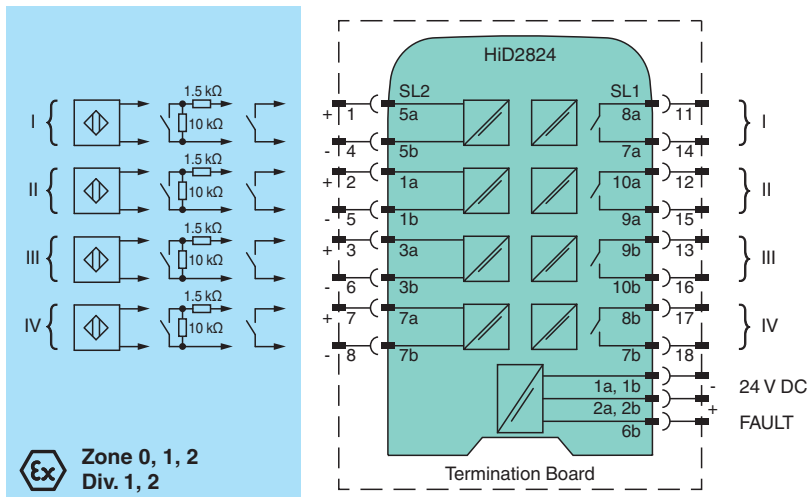 HiD2824
SL2 SL1
I 1.5 kΩ 10 kΩ + 1 5a 8a 11 I
- 4 5b 7a 14
II 1.5 kΩ 10 kΩ + 2 1a 10a 12 II
- 5 1b 9a 15
III 1.5 kΩ 10 kΩ + 3 3a 9b 13 III
- 6 3b 10b 16
IV 1.5 kΩ 10 kΩ + 7 7a 8b 17 IV
- 8 7b 7b 18
1a, 1b - 24 V DC
2a, 2b +
6b FAULT
Ex Zone 0, 1, 2
Div. 1, 2
Termination Board